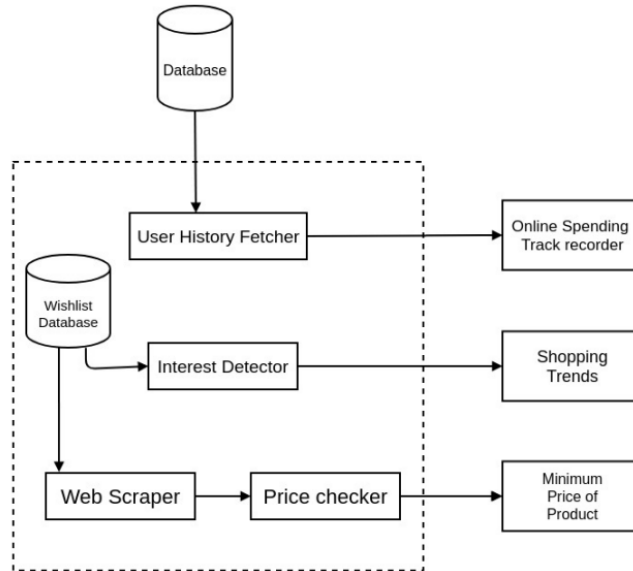 Database
User History Fetcher
Online Spending
Track recorder
Wishlist
Database
Interest Detector
Shopping
Trends
Web Scraper
Price checker
Minimum
Price of
Product